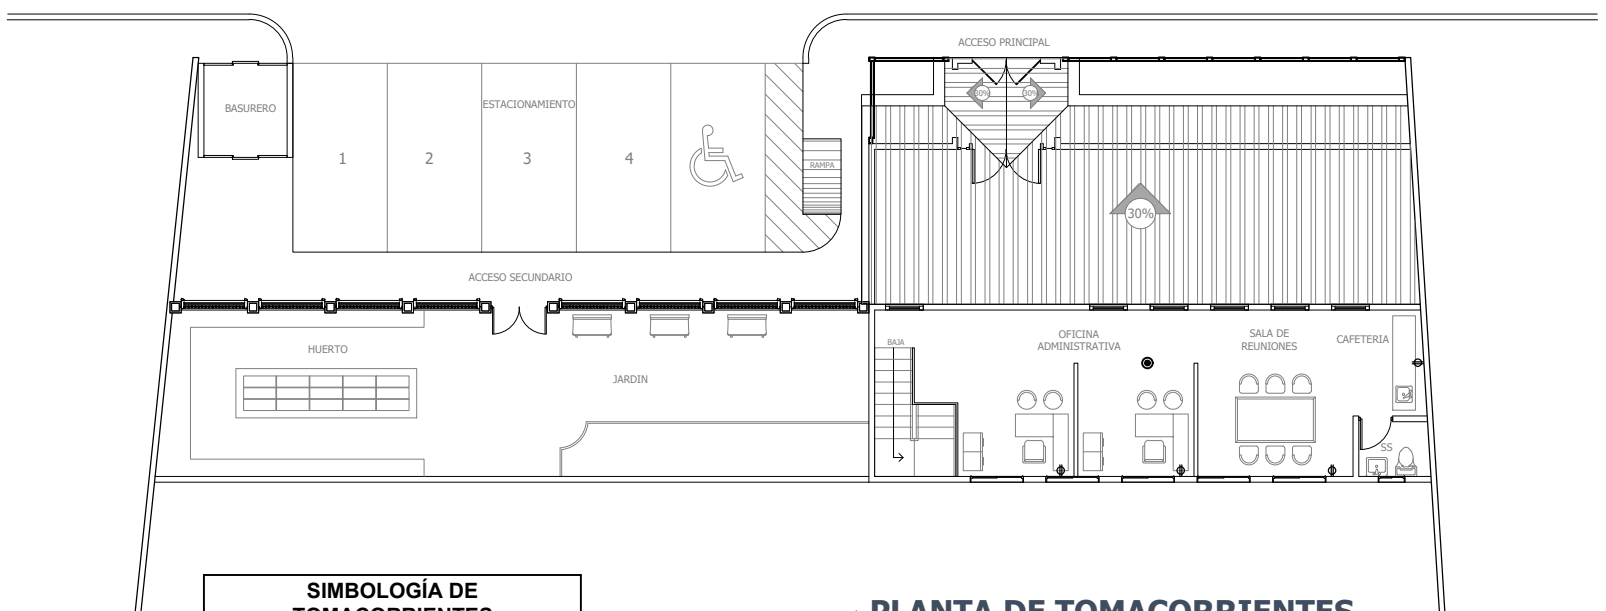 ACCESO PRINCIPAL
BASURERO
ESTACIONAMIENTO
30%
30%
1
2
3
4
RAMPA
30%
ACCESO SECUNDARIO
BAJA
OFICINA
ADMINISTRATIVA
SALA DE
REUNIONES
CAFETERIA
HUERTO
JARDIN
SS
SIMBOLOGÍA DE
TOMACORRIENTES
PLANTA DE TOMACORRIENTES